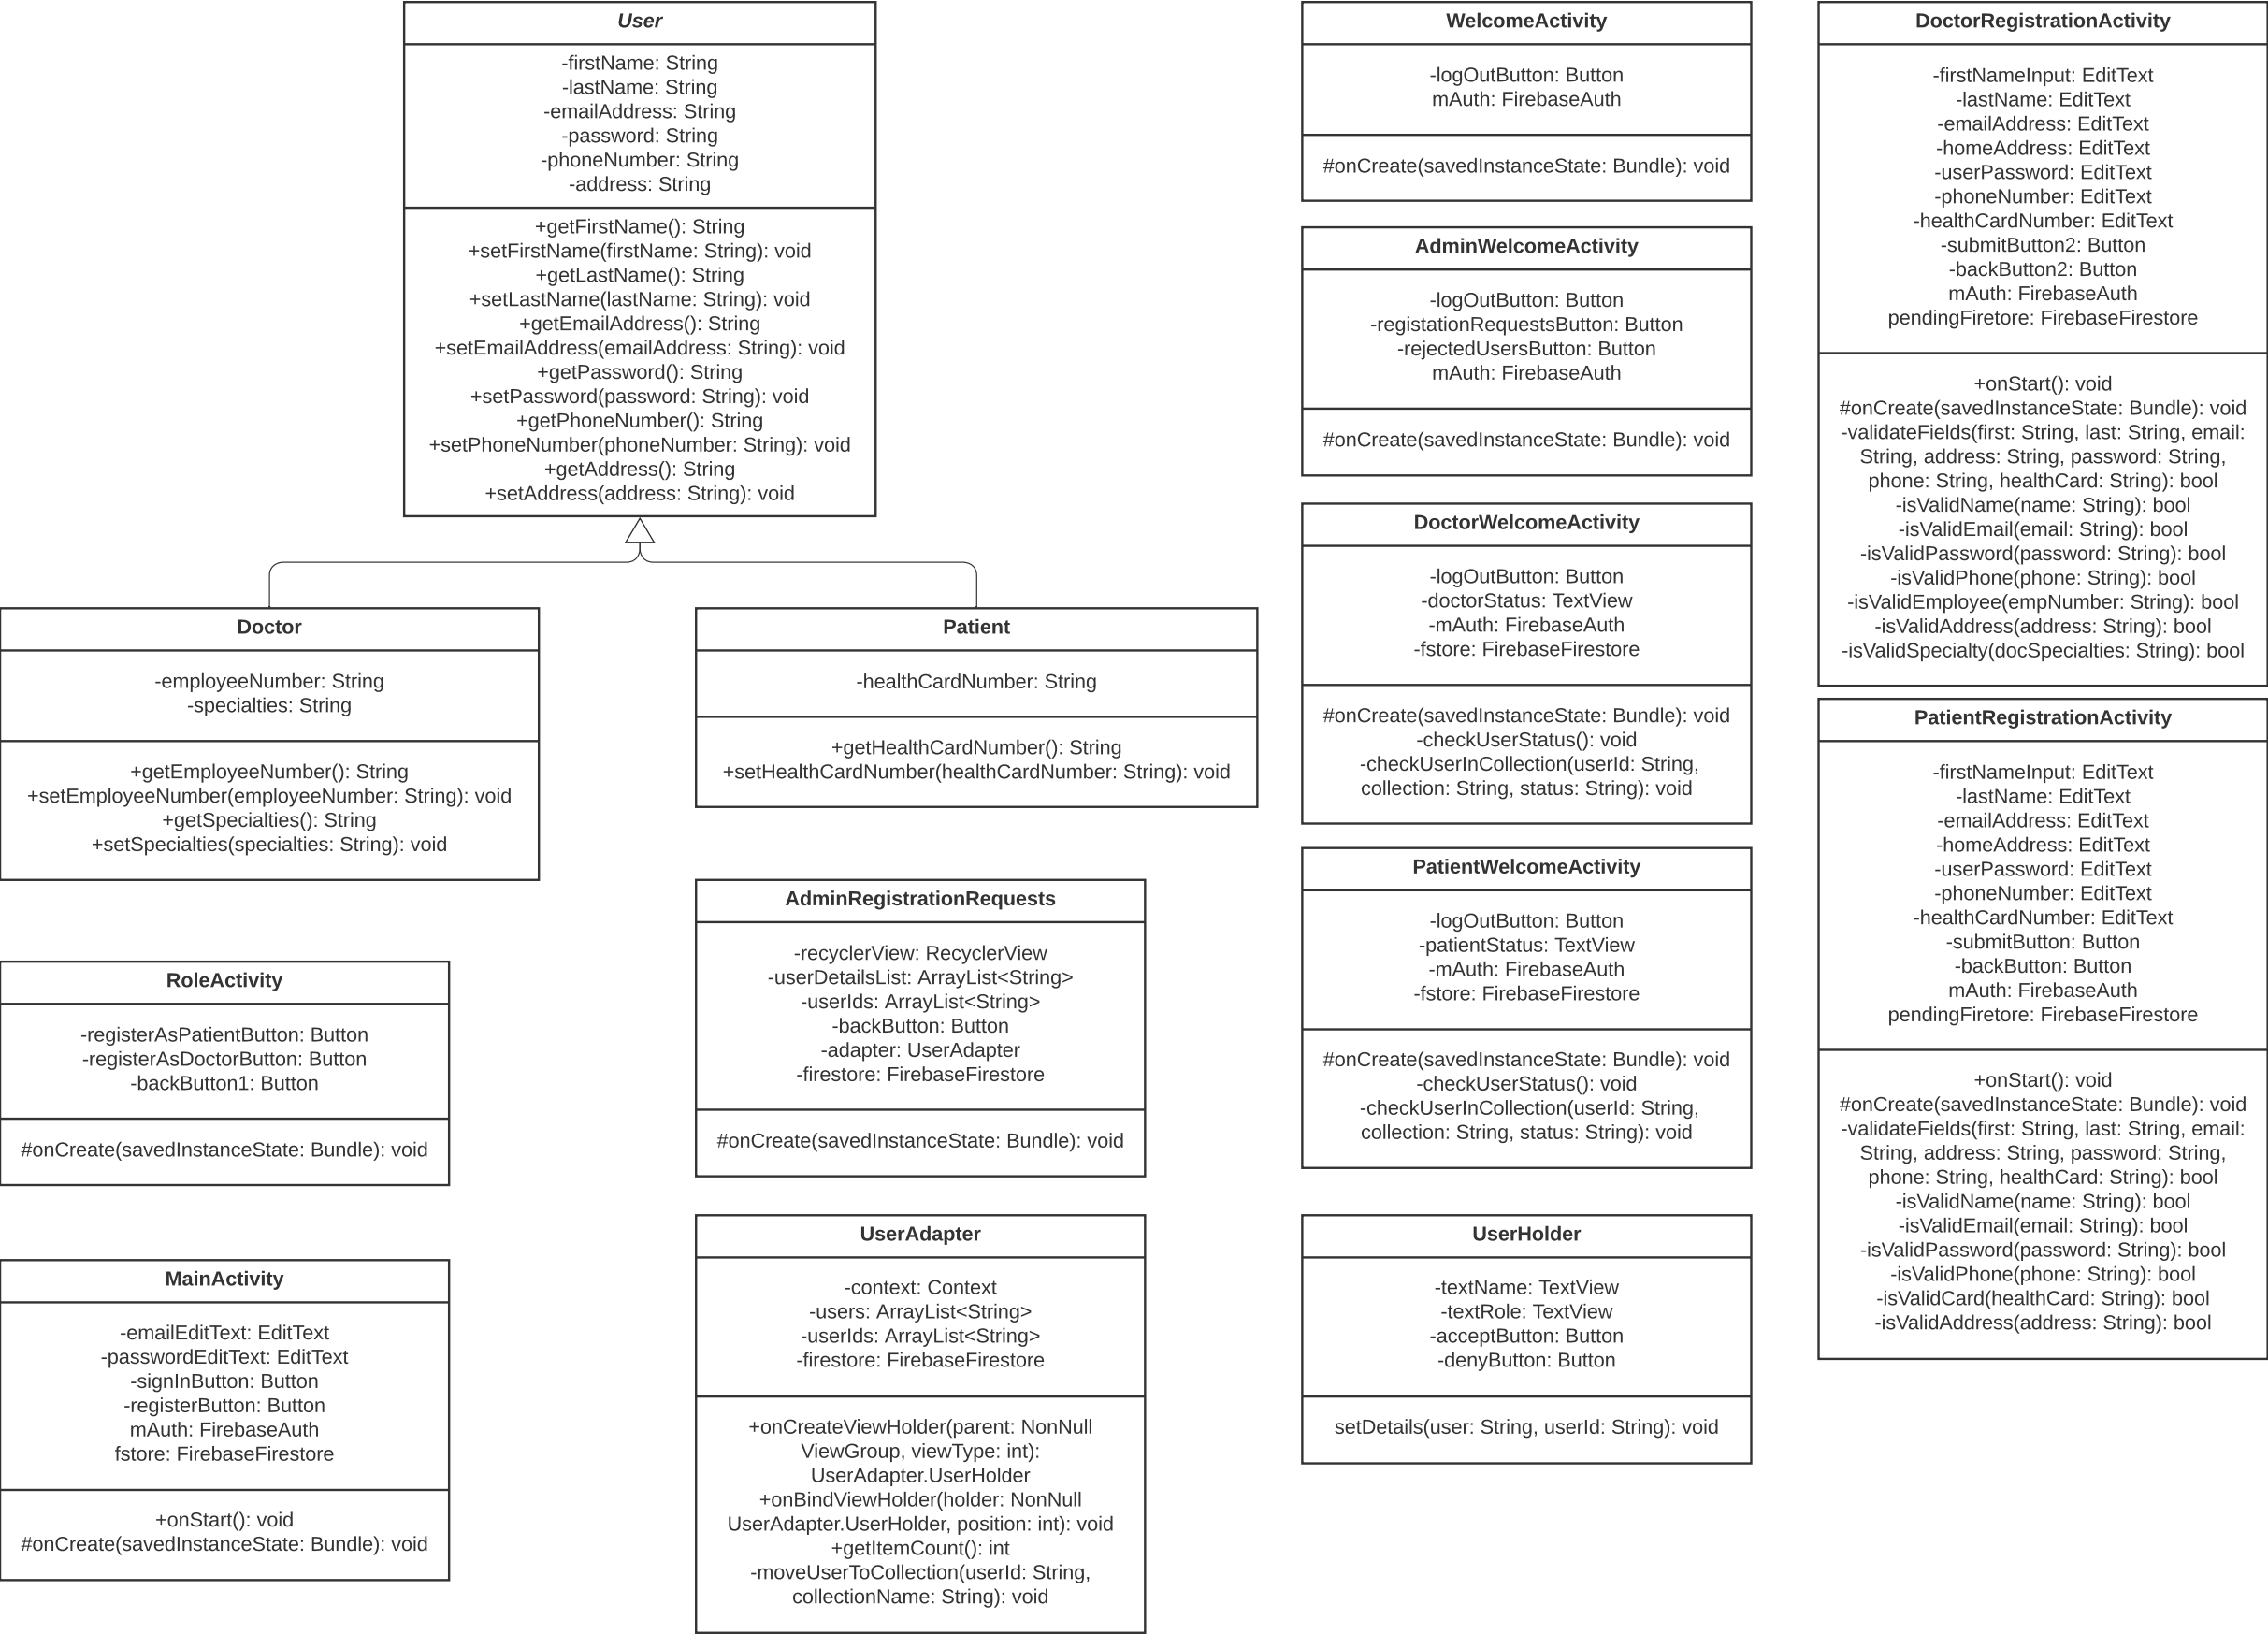 User
-firstName: String
-lastName: String
-emailAddress: String
-password: String
-phoneNumber: String
-address: String
+getFirstName(): String
+setFirstName(firstName: String): void
+getLastName(): String
+setLastName(lastName: String): void
+getEmailAddress(): String
+setEmailAddress(emailAddress: String): void
+getPassword(): String
+setPassword(password: String): void
+getPhoneNumber(): String
+setPhoneNumber(phoneNumber: String): void
+getAddress(): String
+setAddress(address: String): void
Doctor
-employeeNumber: String
-specialties: String
+getEmployeeNumber(): String
+setEmployeeNumber(employeeNumber: String): void
+getSpecialties(): String
+setSpecialties(specialties: String): void
Patient
-healthCardNumber: String
+getHealthCardNumber(): String
+setHealthCardNumber(healthCardNumber: String): void
RoleActivity
-registerAsPatientButton: Button
-registerAsDoctorButton: Button
-backButton1: Button
#onCreate(savedInstanceState: Bundle): void
MainActivity
-emailEditText: EditText
-passwordEditText: EditText
-signInButton: Button
-registerButton: Button
mAuth: FirebaseAuth
fstore: FirebaseFirestore
+onStart(): void
#onCreate(savedInstanceState: Bundle): void
AdminRegistrationRequests
-recyclerView: RecyclerView
-userDetailsList: ArrayList<String>
-userIds: ArrayList<String>
-backButton: Button
-adapter: UserAdapter
-firestore: FirebaseFirestore
#onCreate(savedInstanceState: Bundle): void
UserAdapter
-context: Context
-users: ArrayList<String>
-userIds: ArrayList<String>
-firestore: FirebaseFirestore
+onCreateViewHolder(parent: NonNull
ViewGroup, viewType: int):
UserAdapter.UserHolder
+onBindViewHolder(holder: NonNull
UserAdapter.UserHolder, position: int): void
+getItemCount(): int
-moveUserToCollection(userId: String,
collectionName: String): void
WelcomeActivity
-logOutButton: Button
mAuth: FirebaseAuth
#onCreate(savedInstanceState: Bundle): void
AdminWelcomeActivity
-logOutButton: Button
-registationRequestsButton: Button
-rejectedUsersButton: Button
mAuth: FirebaseAuth
#onCreate(savedInstanceState: Bundle): void
DoctorWelcomeActivity
-logOutButton: Button
-doctorStatus: TextView
-mAuth: FirebaseAuth
-fstore: FirebaseFirestore
#onCreate(savedInstanceState: Bundle): void
-checkUserStatus(): void
-checkUserInCollection(userId: String,
collection: String, status: String): void
PatientWelcomeActivity
-logOutButton: Button
-patientStatus: TextView
-mAuth: FirebaseAuth
-fstore: FirebaseFirestore
#onCreate(savedInstanceState: Bundle): void
-checkUserStatus(): void
-checkUserInCollection(userId: String,
collection: String, status: String): void
UserHolder
-textName: TextView
-textRole: TextView
-acceptButton: Button
-denyButton: Button
setDetails(user: String, userId: String): void
DoctorRegistrationActivity
-firstNameInput: EditText
-lastName: EditText
-emailAddress: EditText
-homeAddress: EditText
-userPassword: EditText
-phoneNumber: EditText
-healthCardNumber: EditText
-submitButton2: Button
-backButton2: Button
mAuth: FirebaseAuth
pendingFiretore: FirebaseFirestore
+onStart(): void
#onCreate(savedInstanceState: Bundle): void
-validateFields(first: String, last: String, email:
String, address: String, password: String,
phone: String, healthCard: String): bool
-isValidName(name: String): bool
-isValidEmail(email: String): bool
-isValidPassword(password: String): bool
-isValidPhone(phone: String): bool
-isValidEmployee(empNumber: String): bool
-isValidAddress(address: String): bool
-isValidSpecialty(docSpecialties: String): bool
PatientRegistrationActivity
-firstNameInput: EditText
-lastName: EditText
-emailAddress: EditText
-homeAddress: EditText
-userPassword: EditText
-phoneNumber: EditText
-healthCardNumber: EditText
-submitButton: Button
-backButton: Button
mAuth: FirebaseAuth
pendingFiretore: FirebaseFirestore
+onStart(): void
#onCreate(savedInstanceState: Bundle): void
-validateFields(first: String, last: String, email:
String, address: String, password: String,
phone: String, healthCard: String): bool
-isValidName(name: String): bool
-isValidEmail(email: String): bool
-isValidPassword(password: String): bool
-isValidPhone(phone: String): bool
-isValidCard(healthCard: String): bool
-isValidAddress(address: String): bool